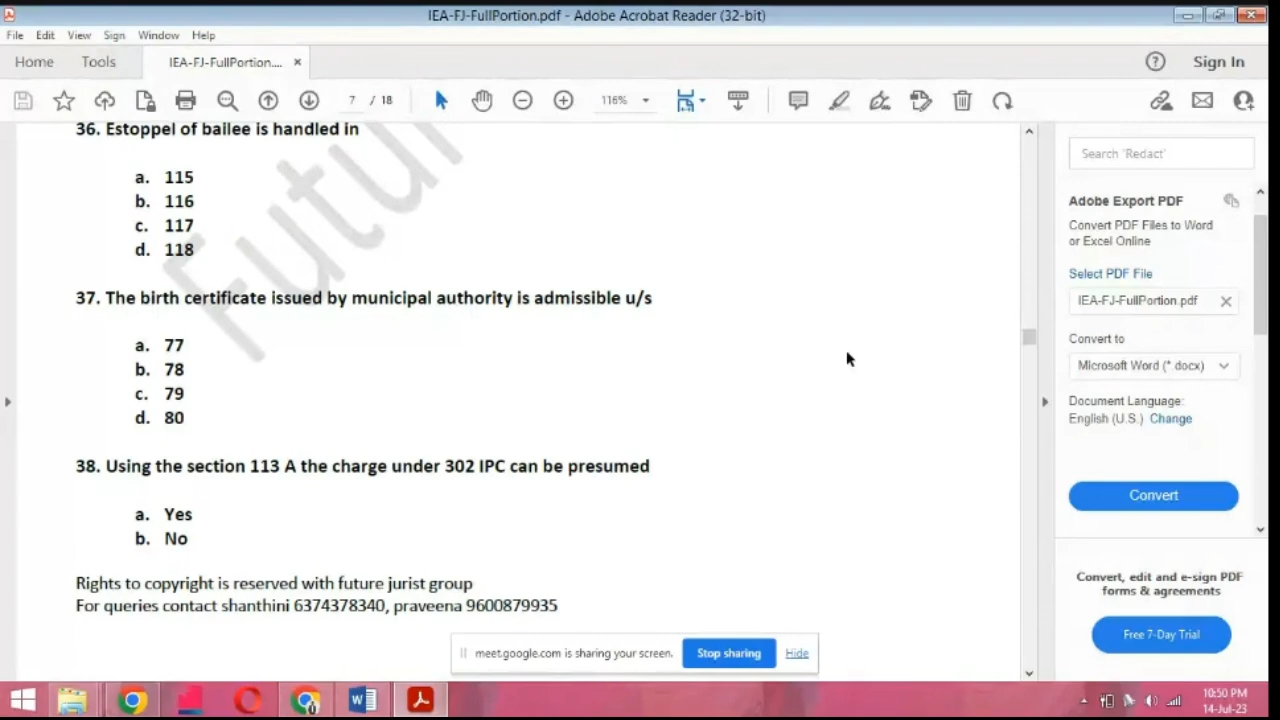 IEA-FJ-FullPortion.pdf - Adobe Acrobat Reader (32-bit)
File Edit View Sign Window Help
Home Tools IEA-FJ-FullPortion.... × Sign In
7 / 18 116%
36. Estoppel of bailee is handled in
a. 115
b. 116
c. 117
d. 118
37. The birth certificate issued by municipal authority is admissible u/s
a. 77
b. 78
c. 79
d. 80
38. Using the section 113 A the charge under 302 IPC can be presumed
a. Yes
b. No
Rights to copyright is reserved with future jurist group
For queries contact shanthini 6374378340, praveena 9600879935
Futur
Search 'Redact'
Adobe Export PDF
Convert PDF Files to Word
or Excel Online
Select PDF File
IEA-FJ-FullPortion.pdf
Convert to
Microsoft Word (*.docx)
Document Language:
English (U.S.) Change
Convert
Convert, edit and e-sign PDF
forms & agreements
Free 7-Day Trial
meet.google.com is sharing your screen. Stop sharing Hide
10:50 PM
14-Jul-23